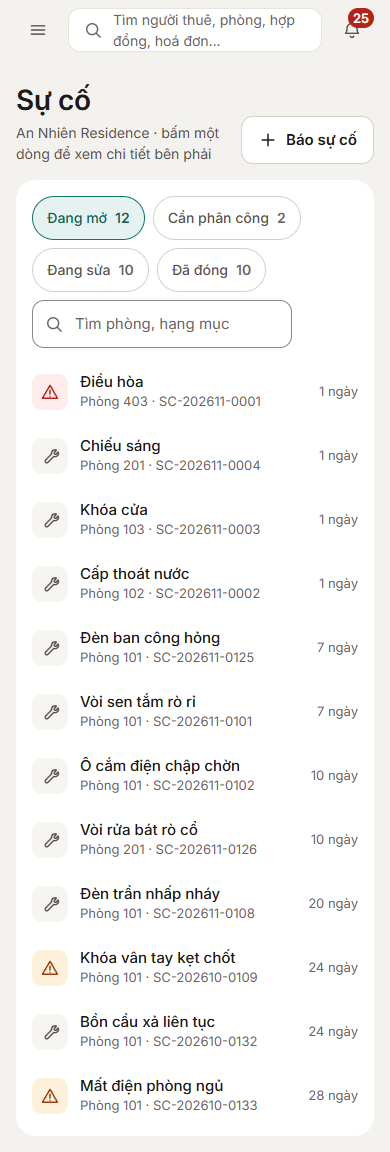 Tìm người thuê, phòng, hợp
đồng, hoá đơn...
25
Sự cố
An Nhiên Residence · bấm một
dòng để xem chi tiết bên phải
Báo sự cố
Đang mở 12
Cần phân công 2
Đang sửa 10
Đã đóng 10
Tìm phòng, hạng mục
Điều hòa
Phòng 403 · SC-202611-0001
1 ngày
Chiếu sáng
Phòng 201 · SC-202611-0004
1 ngày
Khóa cửa
Phòng 103 · SC-202611-0003
1 ngày
Cấp thoát nước
Phòng 102 · SC-202611-0002
1 ngày
Đèn ban công hỏng
Phòng 101 · SC-202611-0125
7 ngày
Vòi sen tắm rò rỉ
Phòng 101 · SC-202611-0101
7 ngày
Ổ cắm điện chập chờn
Phòng 101 · SC-202611-0102
10 ngày
Vòi rửa bát rò cổ
Phòng 201 · SC-202611-0126
10 ngày
Đèn trần nhấp nháy
Phòng 101 · SC-202611-0108
20 ngày
Khóa vân tay kẹt chốt
Phòng 101 · SC-202610-0109
24 ngày
Bồn cầu xả liên tục
Phòng 101 · SC-202610-0132
24 ngày
Mất điện phòng ngủ
Phòng 101 · SC-202610-0133
28 ngày